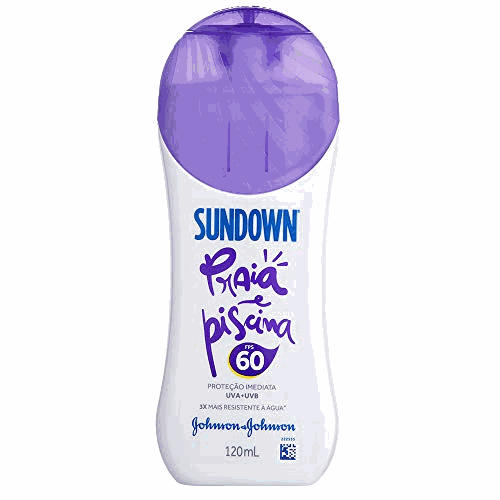 SUNDOWN
Praia
e
piscina
FPS
60
PROTEÇÃO IMEDIATA
UVA+UVB
3X MAIS RESISTENTE À ÁGUA*
Johnson & Johnson
120mL